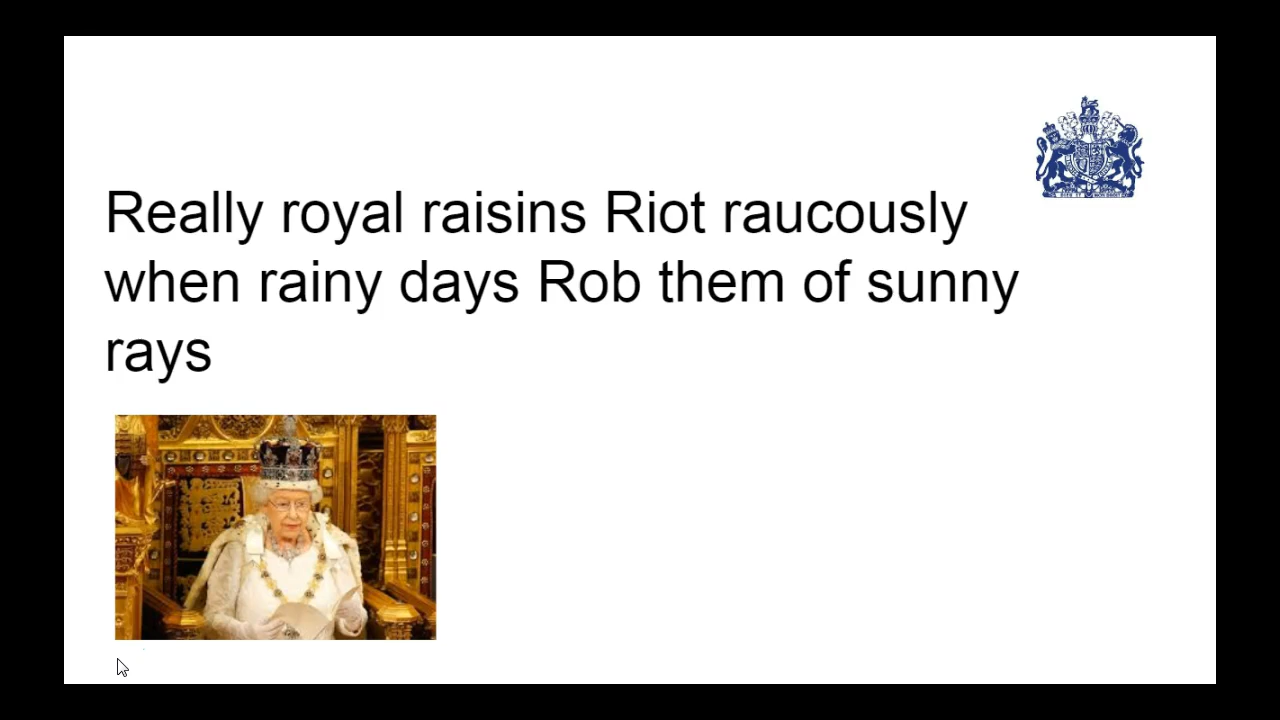 Really royal raisins Riot raucously
when rainy days Rob them of sunny
rays